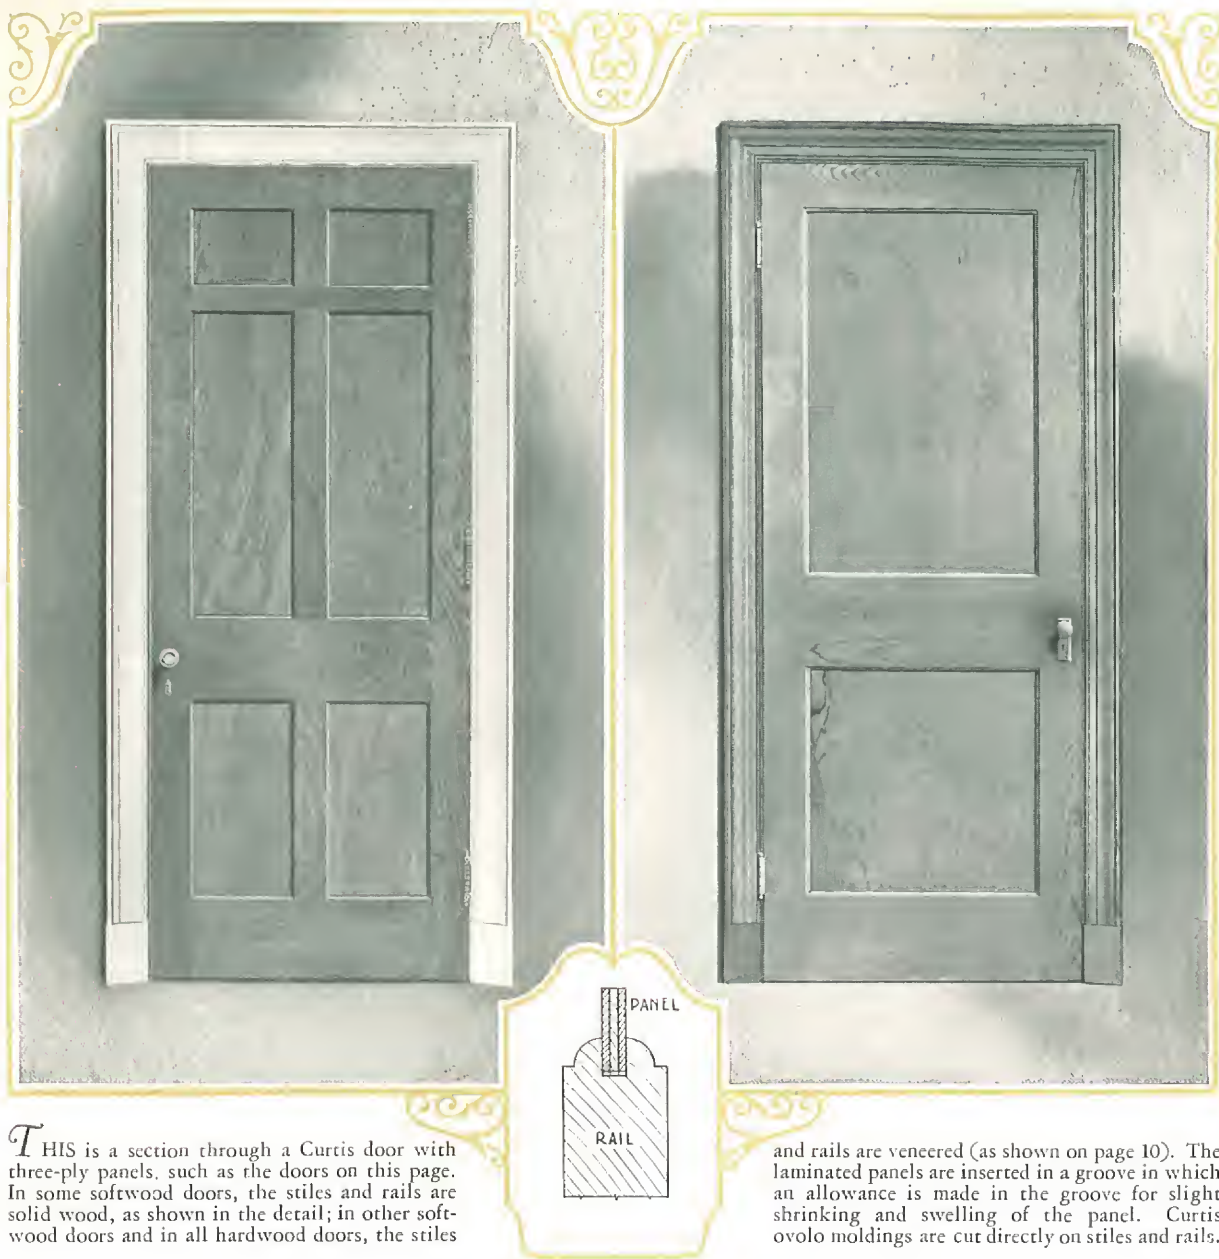 PANEL
RAIL
THIS is a section through a Curtis door with
three-ply panels, such as the doors on this page.
In some softwood doors, the stiles and rails are
solid wood, as shown in the detail; in other soft-
wood doors and in all hardwood doors, the stiles
and rails are veneered (as shown on page 10). The
laminated panels are inserted in a groove in which
an allowance is made in the groove for slight
shrinking and swelling of the panel. Curtis
ovolo moldings are cut directly on stiles and rails.